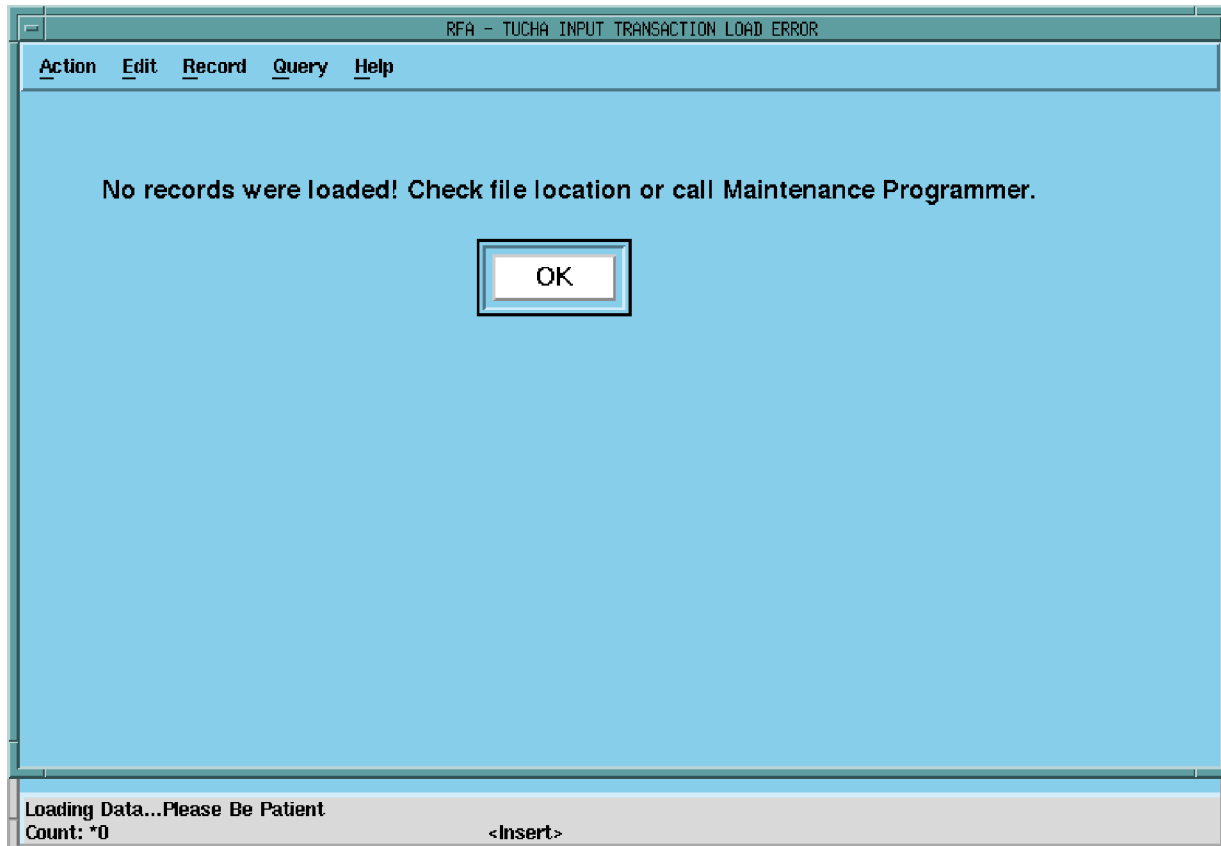 RFA - TUCHA INPUT TRANSACTION LOAD ERROR
Action Edit Record Query Help
No records were loaded! Check file location or call Maintenance Programmer.
OK
Loading Data...Please Be Patient
Count: *0 <Insert>